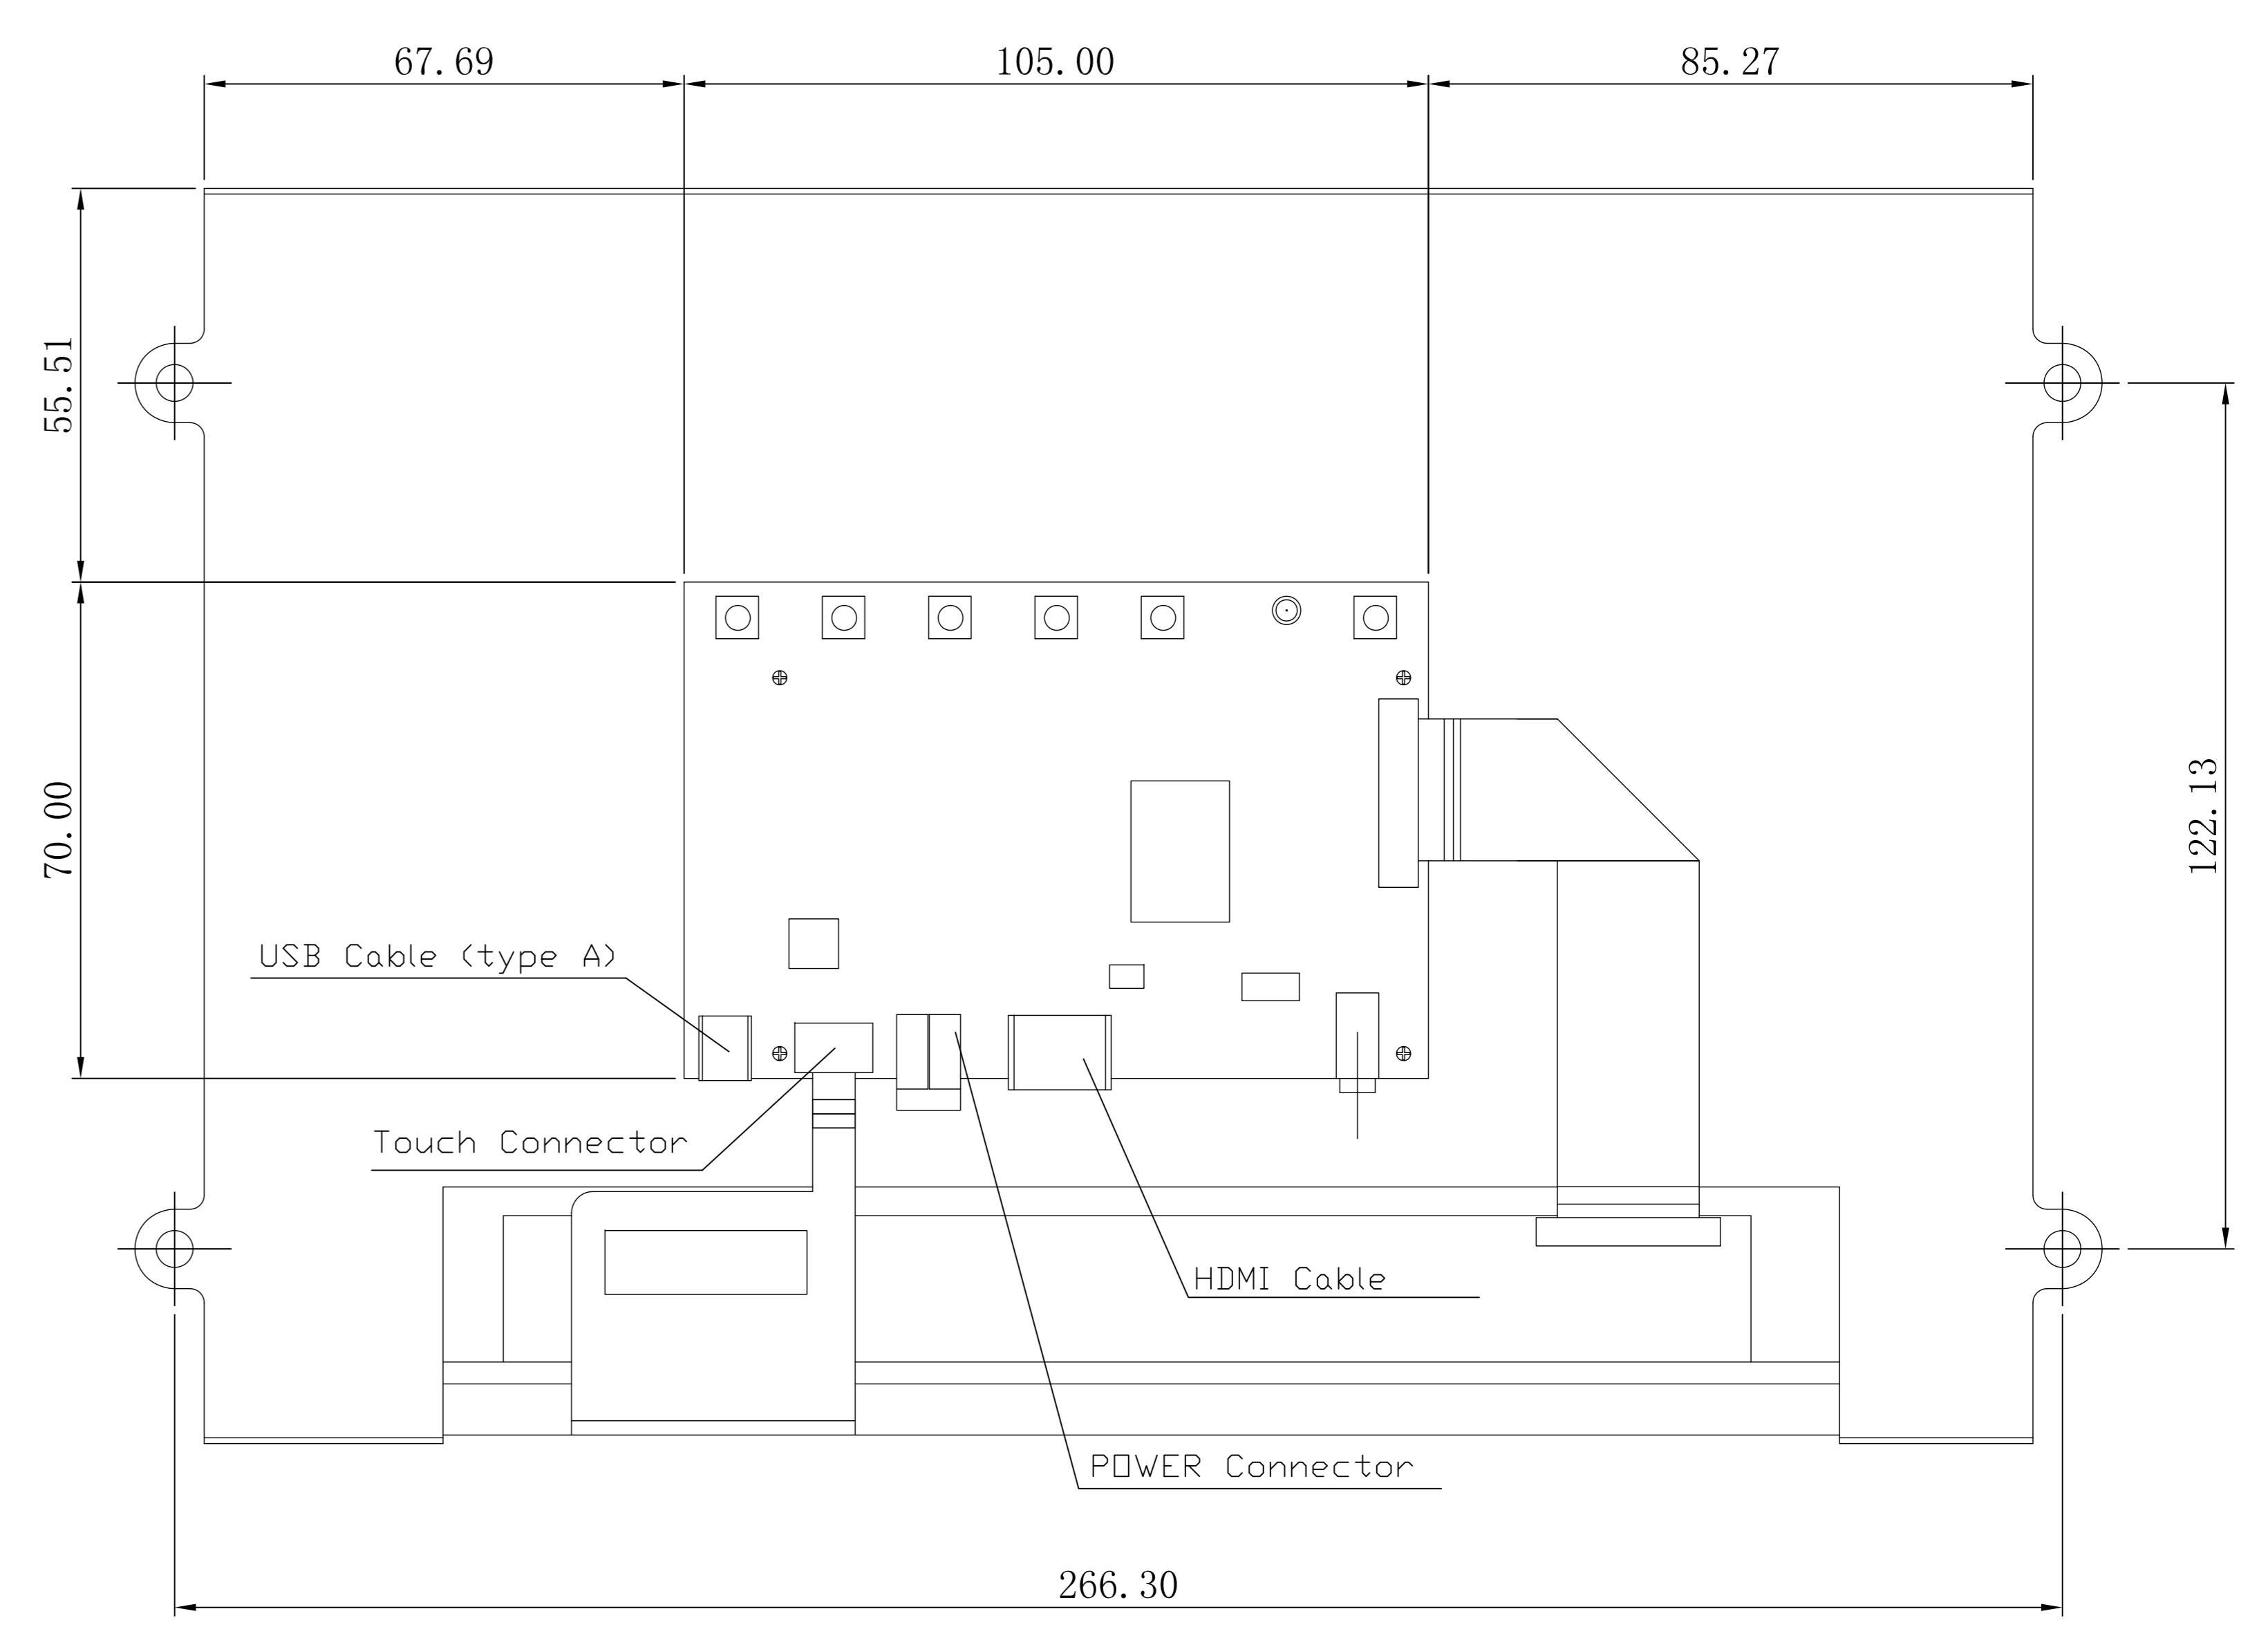 67.69
105.00
85.27
55.51
70.00
122.13
USB Cable (type A)
Touch Connector
HDMI Cable
POWER Connector
266.30